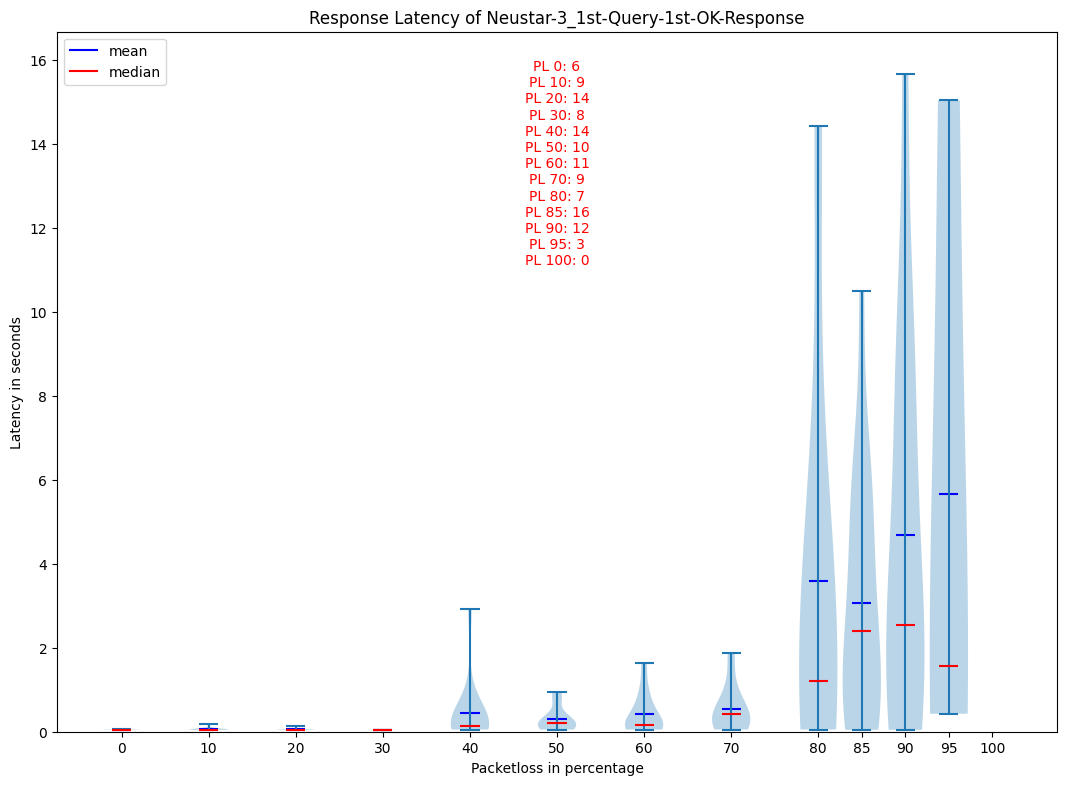 Response Latency of Neustar-3_1st-Query-1st-OK-Response
mean
median
PL 0: 6
PL 10: 9
PL 20: 14
PL 30: 8
PL 40: 14
PL 50: 10
PL 60: 11
PL 70: 9
PL 80: 7
PL 85: 16
PL 90: 12
PL 95: 3
PL 100: 0
Latency in seconds
16
14
12
10
8
6
4
2
0
0 10 20 30 40 50 60 70 80 85 90 95 100
Packetloss in percentage